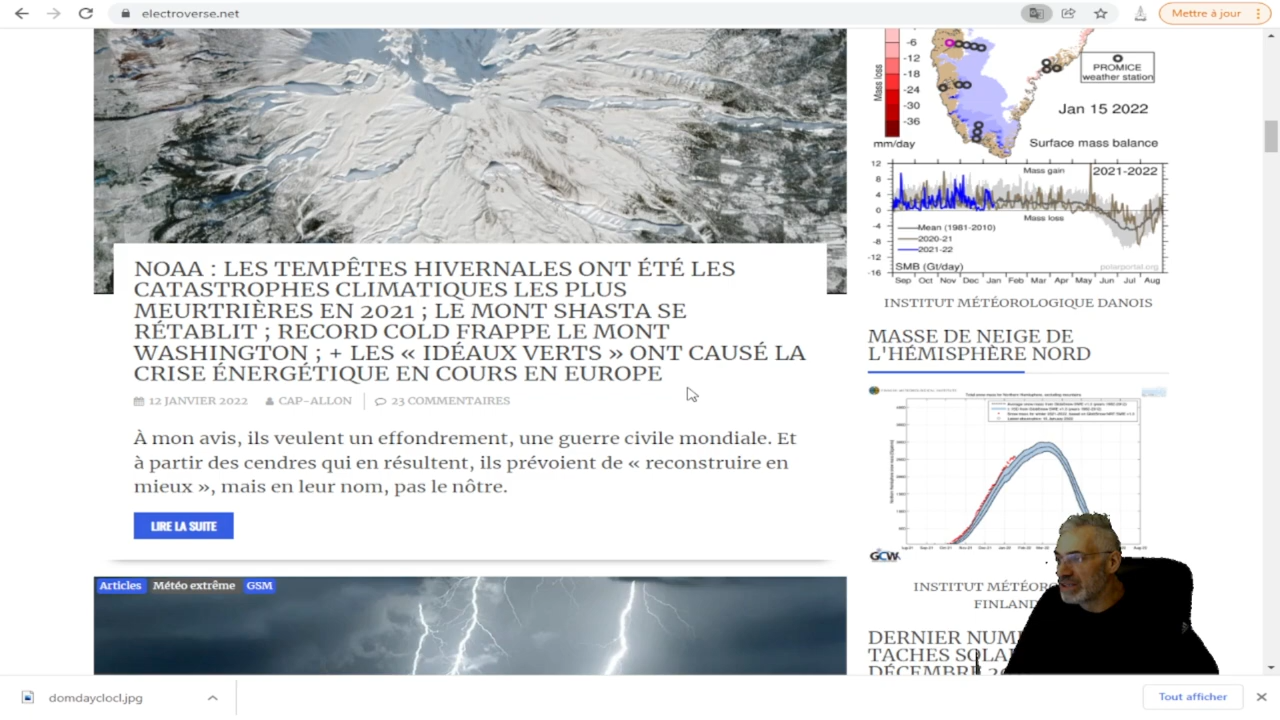 electroverse.net
Mettre à jour
NOAA : LES TEMPÊTES HIVERNALES ONT ÉTÉ LES
CATASTROPHES CLIMATIQUES LES PLUS
MEURTRIÈRES EN 2021 ; LE MONT SHASTA SE
RÉTABLIT ; RECORD COLD FRAPPE LE MONT
WASHINGTON ; + LES « IDÉAUX VERTS » ONT CAUSÉ LA
CRISE ÉNERGÉTIQUE EN COURS EN EUROPE
12 JANVIER 2022 CAP-ALLON 23 COMMENTAIRES
À mon avis, ils veulent un effondrement, une guerre civile mondiale. Et
à partir des cendres qui en résultent, ils prévoient de « reconstruire en
mieux », mais en leur nom, pas le nôtre.
LIRE LA SUITE
Articles Météo extrême GSM
Mass loss
-6
-12
-18
-24
-30
-36
mm/day
PROMICE
weather station
Jan 15 2022
Surface mass balance
12
8
4
0
-4
-8
-12
-16
Mass gain
2021-2022
Mass loss
Mean (1981-2010)
2020-21
2021-22
SMB (Gt/day)
polarportal.org
Sep Oct Nov Dec Jan Feb Mar Apr May Jun Jul Aug
INSTITUT MÉTÉOROLOGIQUE DANOIS
MASSE DE NEIGE DE
L'HÉMISPHÈRE NORD
GCW
INSTITUT MÉTÉORO
FINLAND
DERNIER NUM
TACHES SOLA
DÉCEMBRE 20
domdayclocl.jpg
Tout afficher